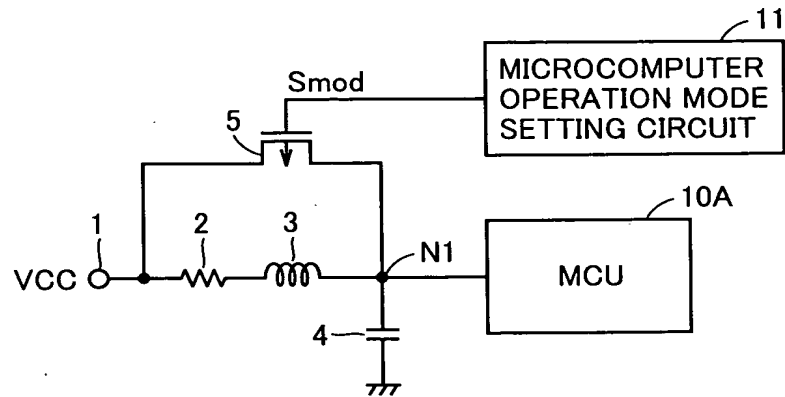 11
MICROCOMPUTER
OPERATION MODE
SETTING CIRCUIT
Smod
5
10A
1
2
3
VCC
N1
MCU
4